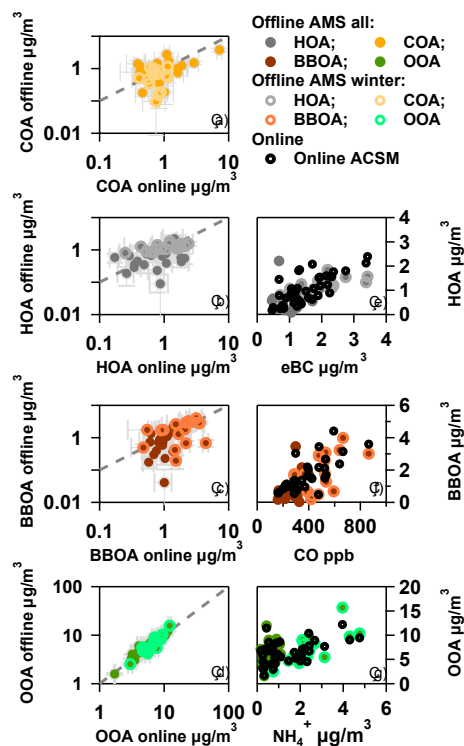 Offline AMS all:
HOA; COA;
BBOA; OOA
Offline AMS winter:
HOA; COA;
BBOA; OOA
Online
Online ACSM
COA offline µg/m³
1
0.01
0.1 1 10
COA online µg/m³
a)
HOA offline µg/m³
1
0.01
0.1 1 10
HOA online µg/m³
b)
4
3
2
1
0
HOA µg/m³
0 1 2 3 4
eBC µg/m³
e)
BBOA offline µg/m³
1
0.01
0.1 1 10
BBOA online µg/m³
c)
6
4
2
0
BBOA µg/m³
0 400 800
CO ppb
f)
OOA offline µg/m³
100
10
1
1 10 100
OOA online µg/m³
d)
20
15
10
5
0
OOA µg/m³
0 2 4
NH₄⁺ µg/m³
g)